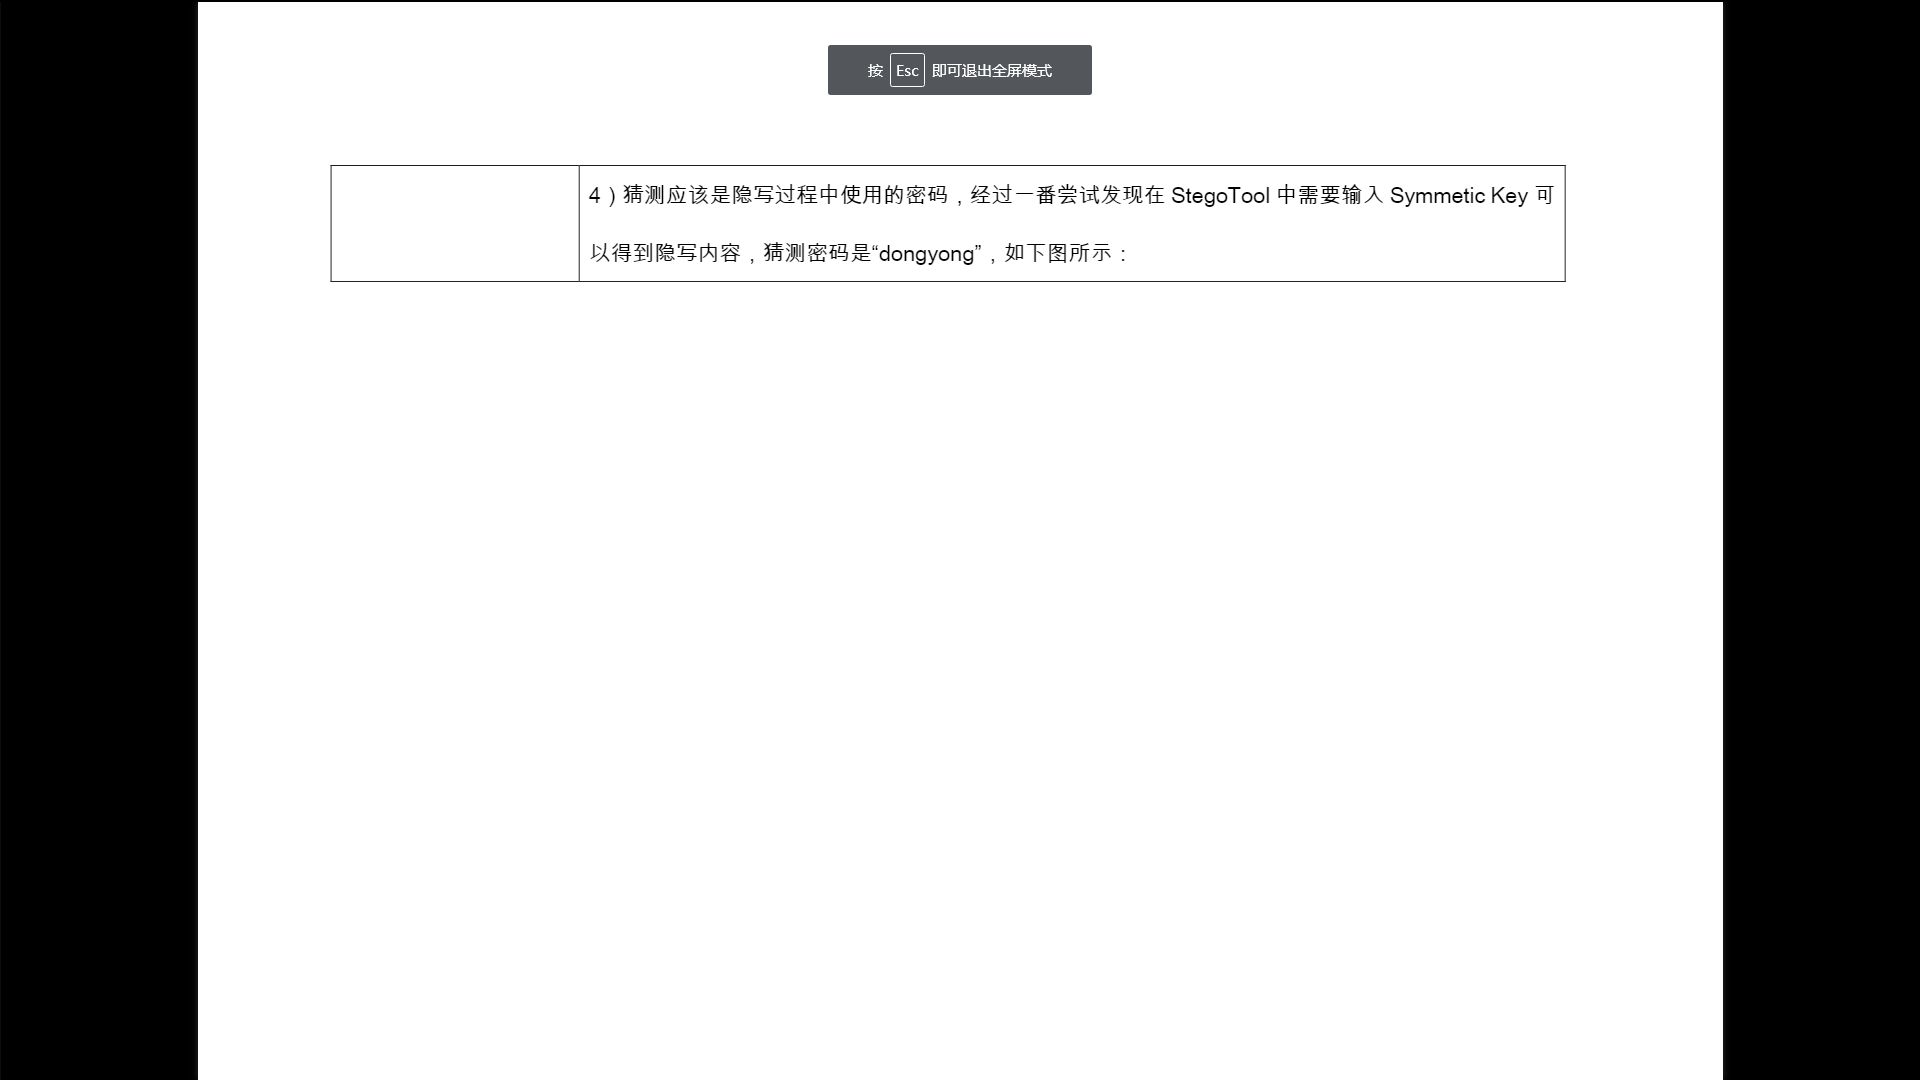 按 Esc 即可退出全屏模式
4）猜测应该是隐写过程中使用的密码，经过一番尝试发现在 StegoTool 中需要输入 Symmetic Key 可
以得到隐写内容，猜测密码是“dongyong”，如下图所示：